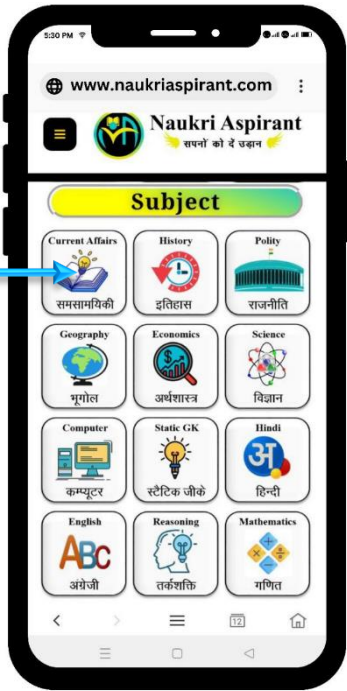 5:30 PM
www.naukriaspirant.com
Naukri Aspirant
सपनों को दें उड़ान
Subject
Current Affairs History Polity
समसामयिकी इतिहास राजनीति
Geography Economics Science
भूगोल अर्थशास्त्र विज्ञान
Computer Static GK Hindi
अ
कम्प्यूटर स्टैटिक जीके हिन्दी
English Reasoning Mathematics
ABC
अंग्रेजी तर्कशक्ति गणित
12